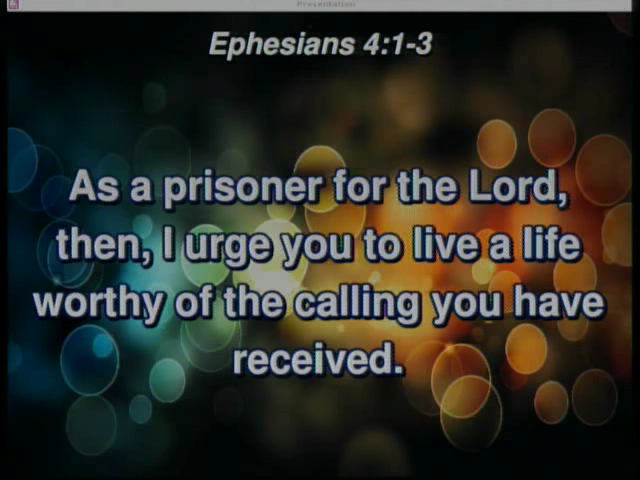 Presentation
Ephesians 4:1-3
As a prisoner for the Lord,
then, I urge you to live a life
worthy of the calling you have
received.